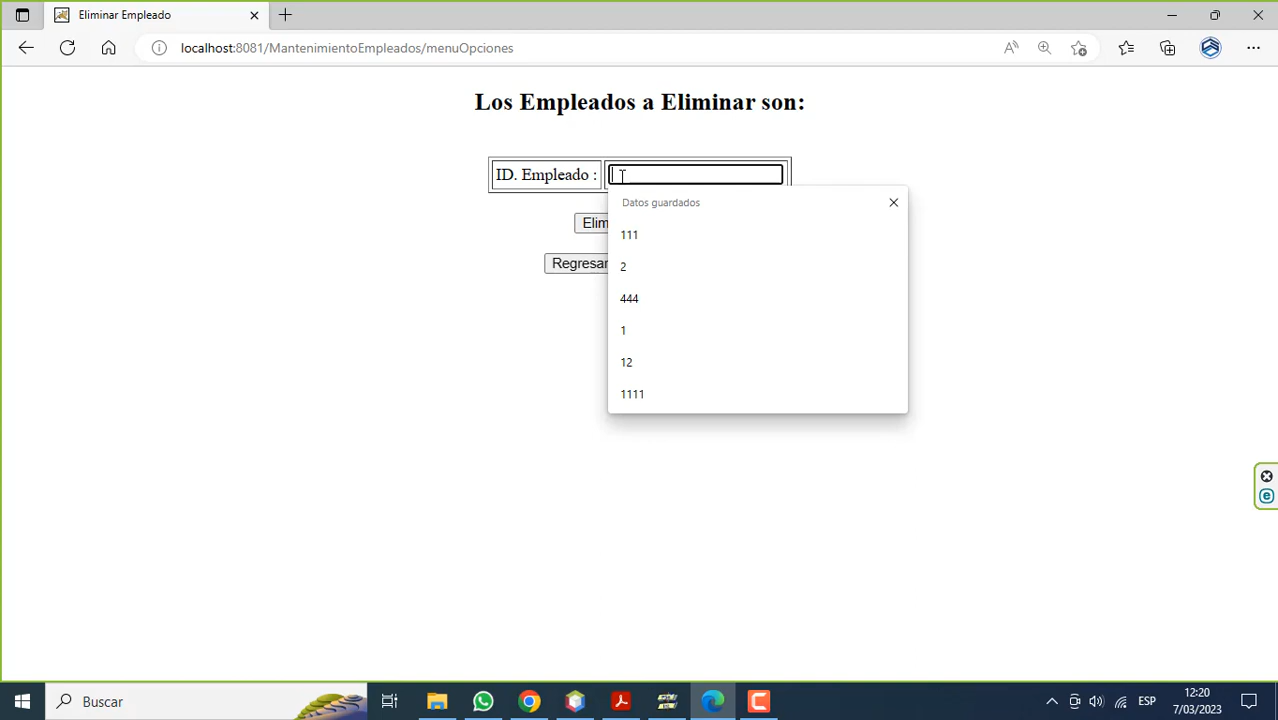 Eliminar Empleado
localhost:8081/MantenimientoEmpleados/menuOpciones
Los Empleados a Eliminar son:
ID. Empleado :
Datos guardados
111
2
444
1
12
1111
Elim
Regresar
Buscar
ESP
12:20
7/03/2023